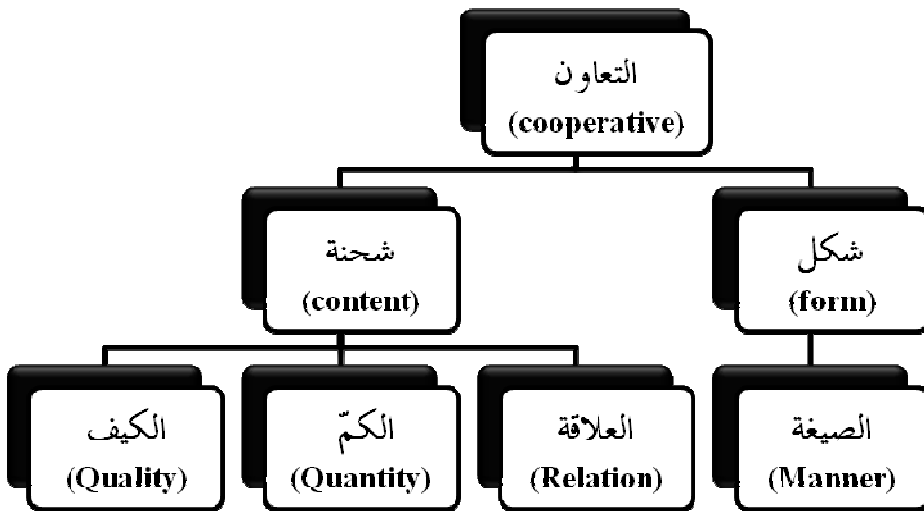 التعاون
(cooperative)
شحنة
(content)
شكل
(form)
الكيف
(Quality)
الكمّ
(Quantity)
العلاقة
(Relation)
الصيغة
(Manner)